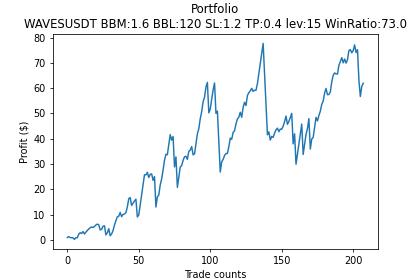 Portfolio
WAVESUSDT BBM:1.6 BBL:120 SL:1.2 TP:0.4 lev:15 WinRatio:73.0
80
70
60
50
40
30
20
10
0
Profit ($)
0 50 100 150 200
Trade counts